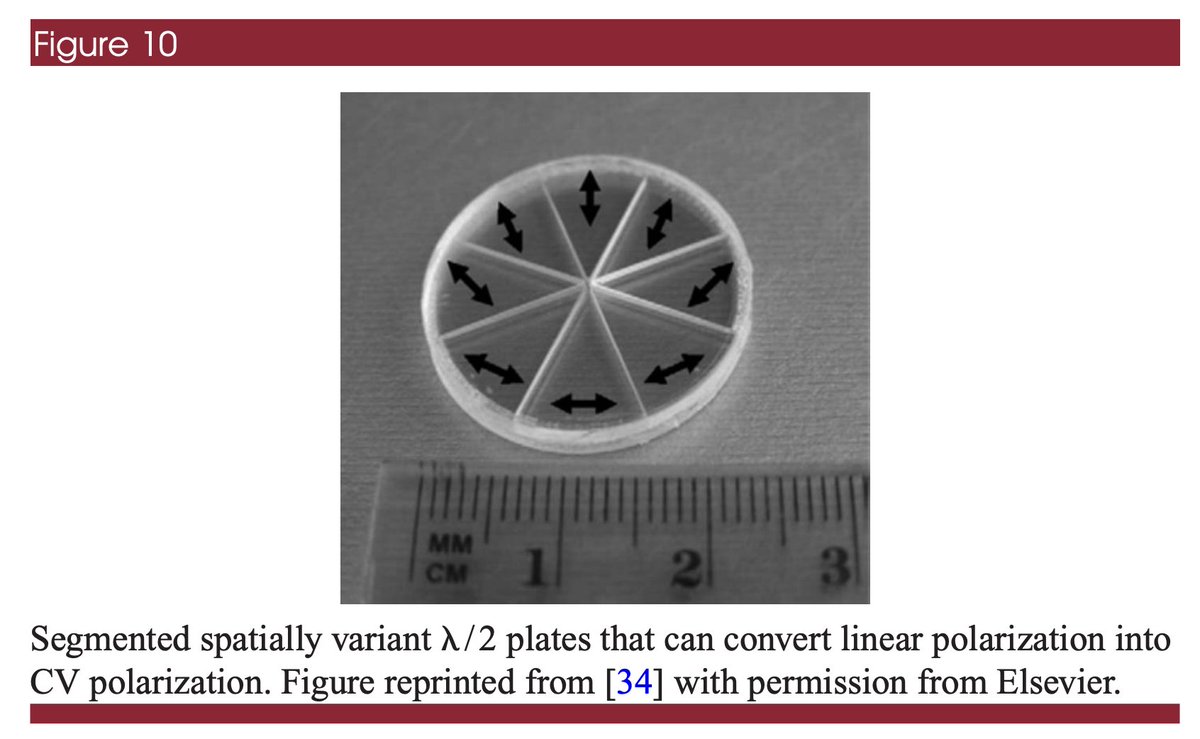 Figure 10
MM
CM 1 2 3
Segmented spatially variant λ/2 plates that can convert linear polarization into
CV polarization. Figure reprinted from [34] with permission from Elsevier.